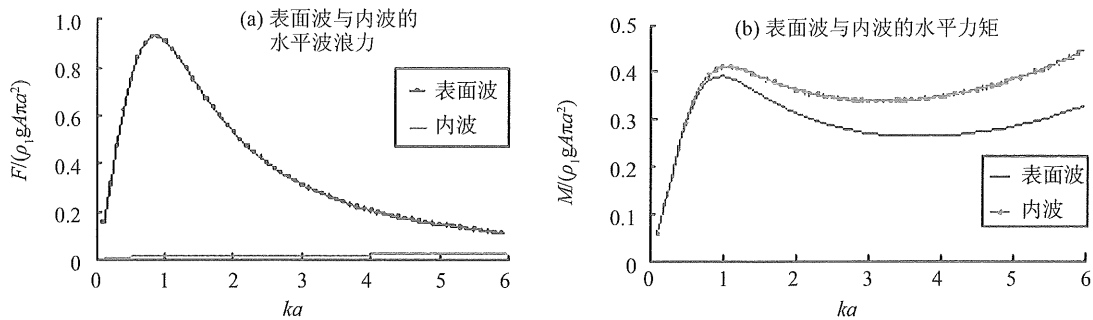 (a) 表面波与内波的
水平波浪力
1.0
0.8
0.6
0.4
0.2
0
F/(ρ₁gAπa²)
表面波
内波
0 1 2 3 4 5 6
ka
(b) 表面波与内波的水平力矩
0.5
0.4
0.3
0.2
0.1
0
M/(ρ₁gAπa²)
表面波
内波
0 1 2 3 4 5 6
ka